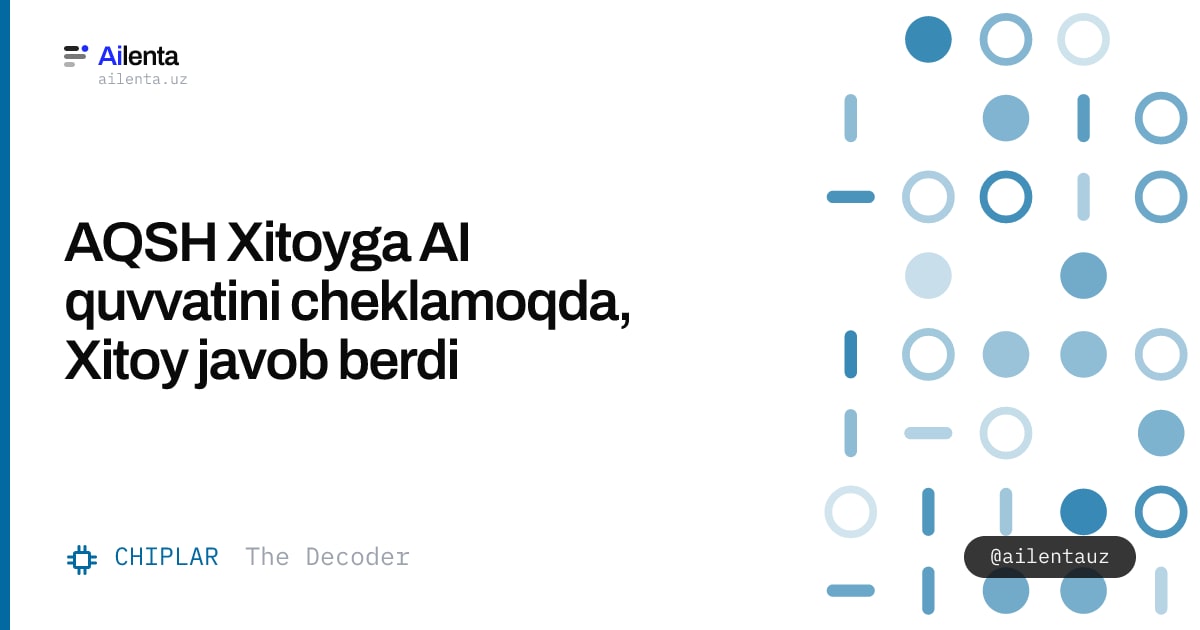 Ailenta
ailenta.uz
AQSH Xitoyga AI
quvvatini cheklamoqda,
Xitoy javob berdi
CHIPLAR The Decoder
@ailentauz